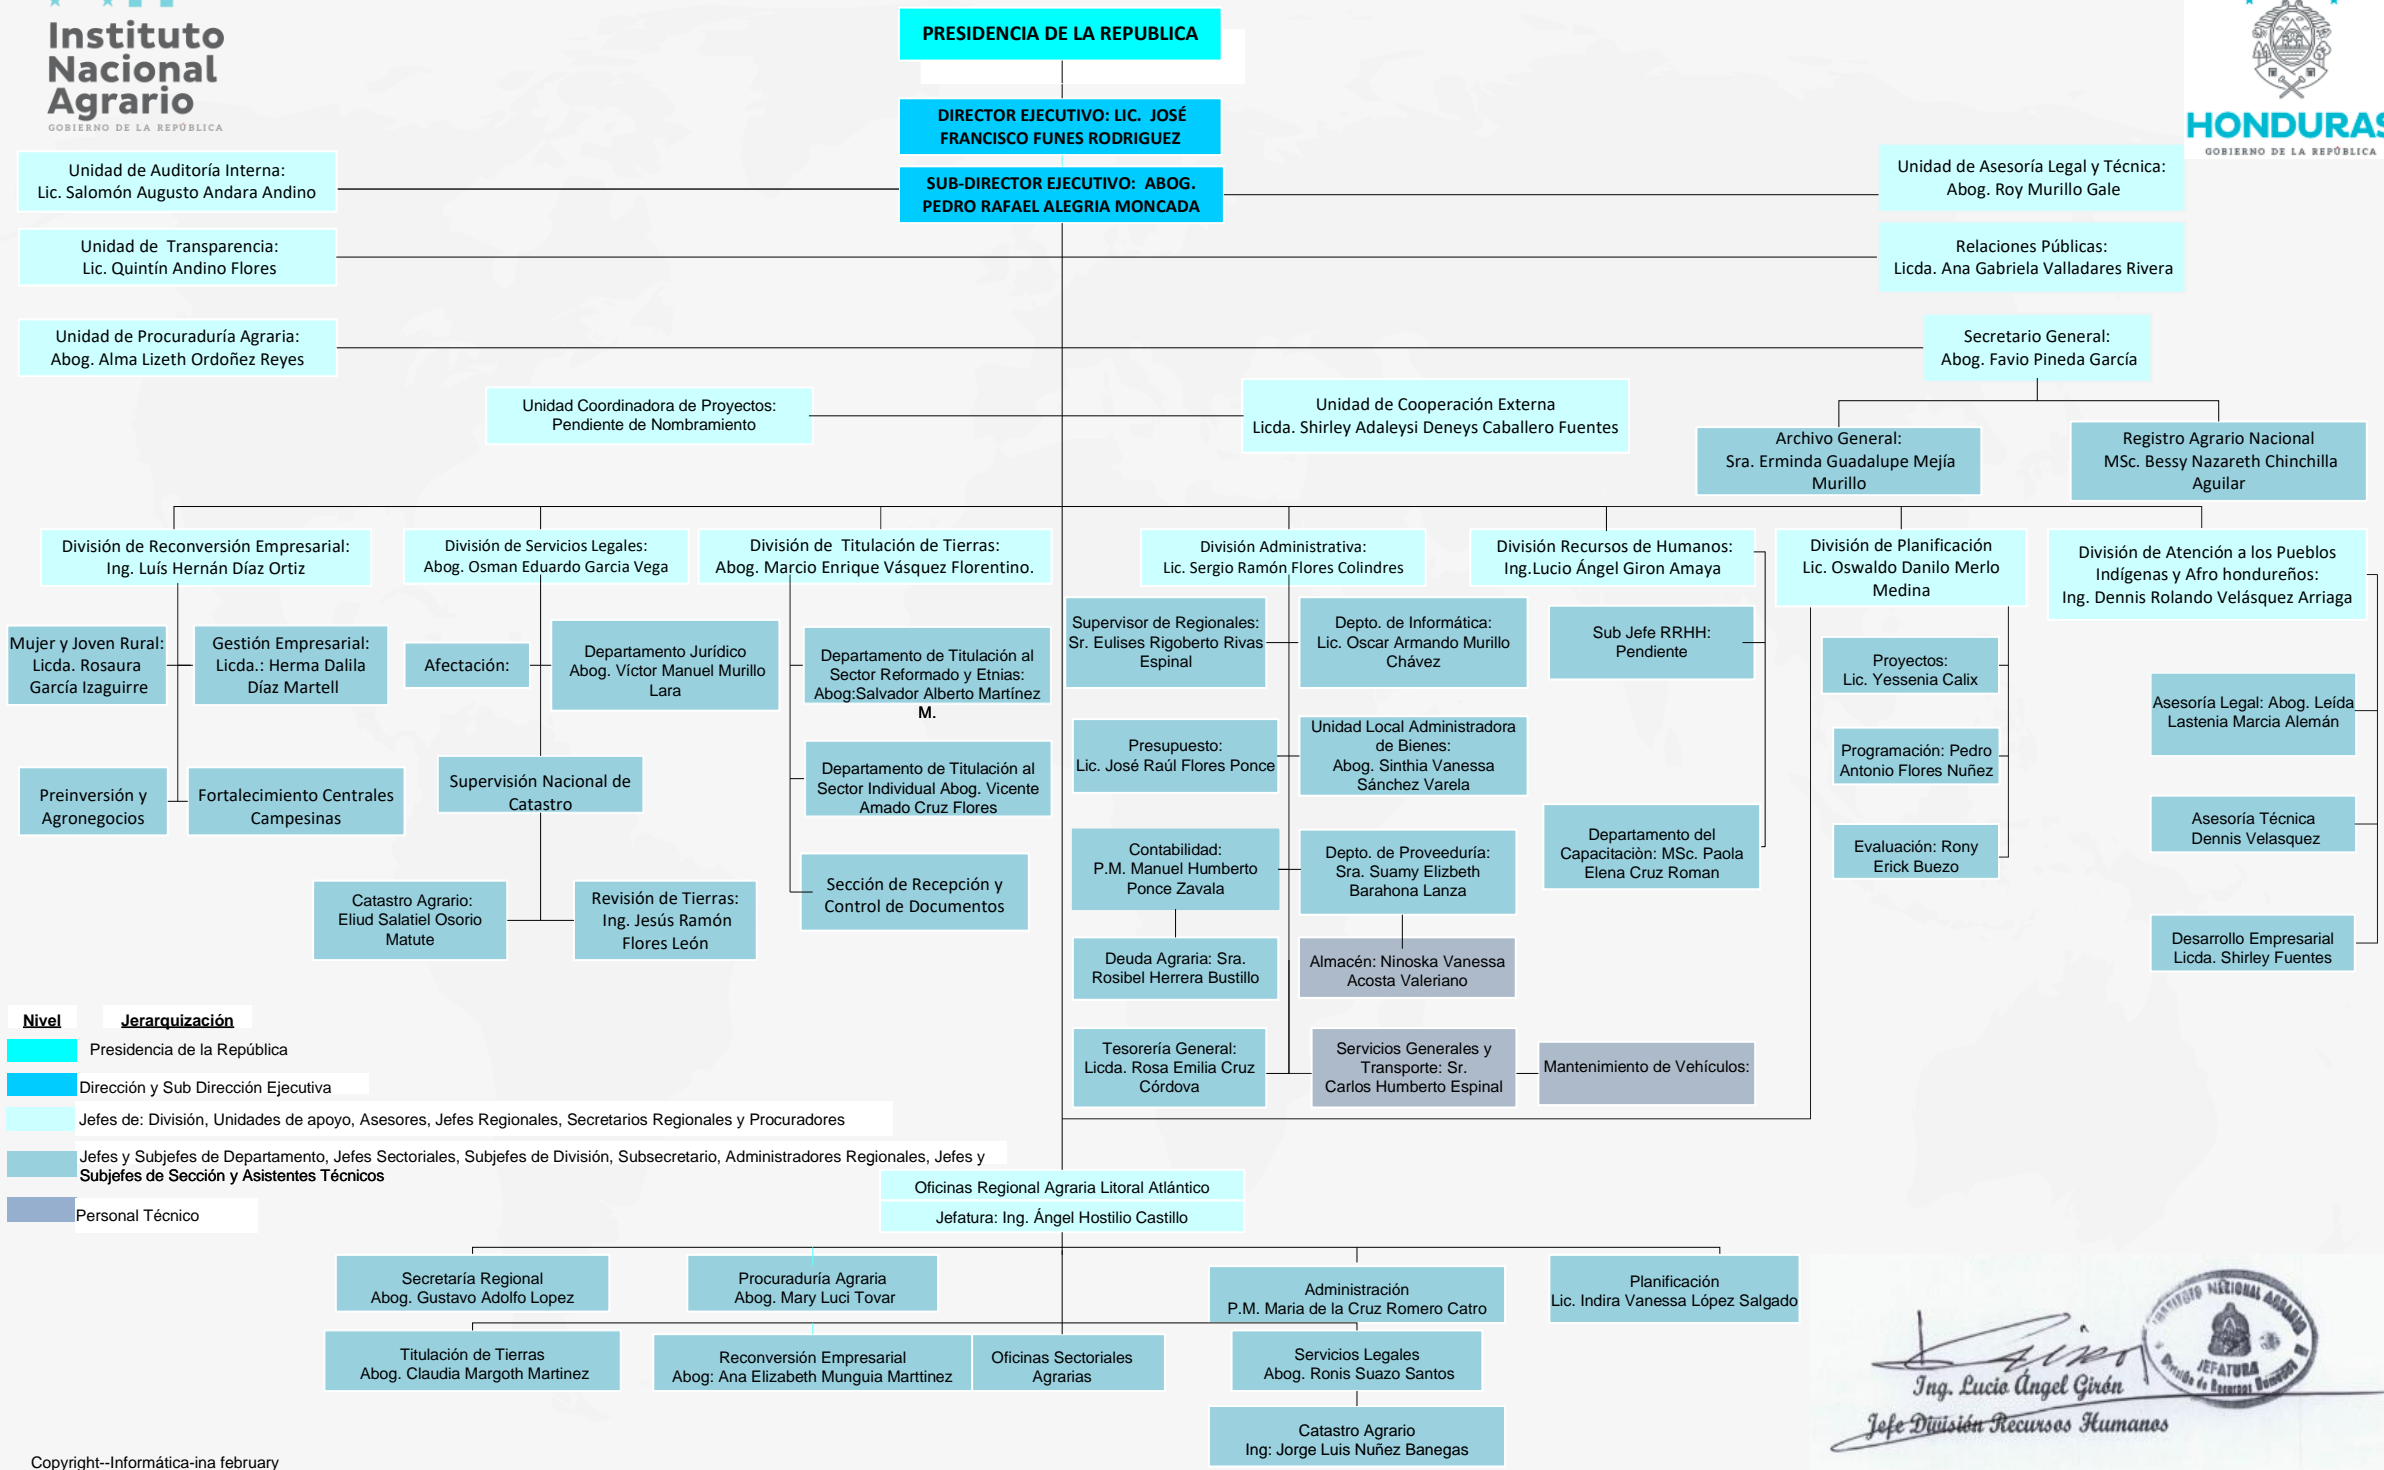 Instituto
Nacional
Agrario
GOBIERNO DE LA REPÚBLICA
PRESIDENCIA DE LA REPUBLICA
HONDURAS
GOBIERNO DE LA REPÚBLICA
DIRECTOR EJECUTIVO: LIC. JOSÉ
FRANCISCO FUNES RODRIGUEZ
SUB-DIRECTOR EJECUTIVO: ABOG.
PEDRO RAFAEL ALEGRIA MONCADA
Unidad de Auditoría Interna:
Lic. Salomón Augusto Andara Andino
Unidad de Asesoría Legal y Técnica:
Abog. Roy Murillo Gale
Unidad de Transparencia:
Lic. Quintín Andino Flores
Relaciones Públicas:
Licda. Ana Gabriela Valladares Rivera
Unidad de Procuraduría Agraria:
Abog. Alma Lizeth Ordoñez Reyes
Secretario General:
Abog. Favio Pineda García
Unidad Coordinadora de Proyectos:
Pendiente de Nombramiento
Unidad de Cooperación Externa
Licda. Shirley Adaleysi Deneys Caballero Fuentes
Archivo General:
Sra. Erminda Guadalupe Mejía
Murillo
Registro Agrario Nacional
MSc. Bessy Nazareth Chinchilla
Aguilar
División de Reconversión Empresarial:
Ing. Luís Hernán Díaz Ortiz
División de Servicios Legales:
Abog. Osman Eduardo Garcia Vega
División de Titulación de Tierras:
Abog. Marcio Enrique Vásquez Florentino.
División Administrativa:
Lic. Sergio Ramón Flores Colindres
División Recursos de Humanos:
Ing.Lucio Ángel Giron Amaya
División de Planificación
Lic. Oswaldo Danilo Merlo
Medina
División de Atención a los Pueblos
Indígenas y Afro hondureños:
Ing. Dennis Rolando Velásquez Arriaga
Mujer y Joven Rural:
Licda. Rosaura
García Izaguirre
Gestión Empresarial:
Licda.: Herma Dalila
Díaz Martell
Afectación:
Departamento Jurídico
Abog. Víctor Manuel Murillo
Lara
Departamento de Titulación al
Sector Reformado y Etnias:
Abog:Salvador Alberto Martínez
M.
Supervisor de Regionales:
Sr. Eulises Rigoberto Rivas
Espinal
Depto. de Informática:
Lic. Oscar Armando Murillo
Chávez
Sub Jefe RRHH:
Pendiente
Proyectos:
Lic. Yessenia Calix
Asesoría Legal: Abog. Leída
Lastenia Marcia Alemán
Preinversión y
Agronegocios
Fortalecimiento Centrales
Campesinas
Supervisión Nacional de
Catastro
Departamento de Titulación al
Sector Individual Abog. Vicente
Amado Cruz Flores
Presupuesto:
Lic. José Raúl Flores Ponce
Unidad Local Administradora
de Bienes:
Abog. Sinthia Vanessa
Sánchez Varela
Programación: Pedro
Antonio Flores Nuñez
Asesoría Técnica
Dennis Velasquez
Catastro Agrario:
Eliud Salatiel Osorio
Matute
Revisión de Tierras:
Ing. Jesús Ramón
Flores León
Sección de Recepción y
Control de Documentos
Contabilidad:
P.M. Manuel Humberto
Ponce Zavala
Depto. de Proveeduría:
Sra. Suamy Elizbeth
Barahona Lanza
Departamento del
Capacitaciòn: MSc. Paola
Elena Cruz Roman
Evaluación: Rony
Erick Buezo
Deuda Agraria: Sra.
Rosibel Herrera Bustillo
Almacén: Ninoska Vanessa
Acosta Valeriano
Desarrollo Empresarial
Licda. Shirley Fuentes
Tesorería General:
Licda. Rosa Emilia Cruz
Córdova
Servicios Generales y
Transporte: Sr.
Carlos Humberto Espinal
Mantenimiento de Vehículos:
Nivel Jerarquización
Presidencia de la República
Dirección y Sub Dirección Ejecutiva
Jefes de: División, Unidades de apoyo, Asesores, Jefes Regionales, Secretarios Regionales y Procuradores
Jefes y Subjefes de Departamento, Jefes Sectoriales, Subjefes de División, Subsecretario, Administradores Regionales, Jefes y
Subjefes de Sección y Asistentes Técnicos
Personal Técnico
Oficinas Regional Agraria Litoral Atlántico
Jefatura: Ing. Ángel Hostilio Castillo
Secretaría Regional
Abog. Gustavo Adolfo Lopez
Procuraduría Agraria
Abog. Mary Luci Tovar
Administración
P.M. Maria de la Cruz Romero Catro
Planificación
Lic. Indira Vanessa López Salgado
Titulación de Tierras
Abog. Claudia Margoth Martinez
Reconversión Empresarial
Abog: Ana Elizabeth Munguia Marttinez
Oficinas Sectoriales
Agrarias
Servicios Legales
Abog. Ronis Suazo Santos
Catastro Agrario
Ing: Jorge Luis Nuñez Banegas
INSTITUTO NACIONAL AGRARIO
JEFATURA
División de Recursos Humanos
Ing. Lucio Ángel Girón
Jefe División Recursos Humanos
Copyright--Informática-ina february